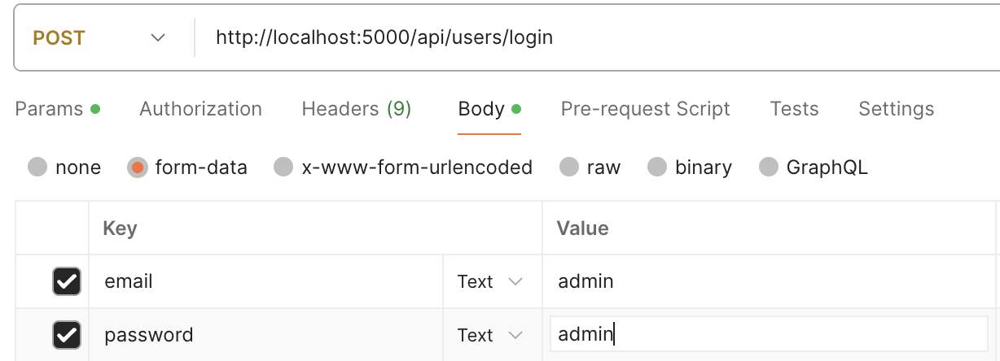 POST http://localhost:5000/api/users/login
Params Authorization Headers (9) Body Pre-request Script Tests Settings
none form-data x-www-form-urlencoded raw binary GraphQL
Key Value
email Text admin
password Text admin